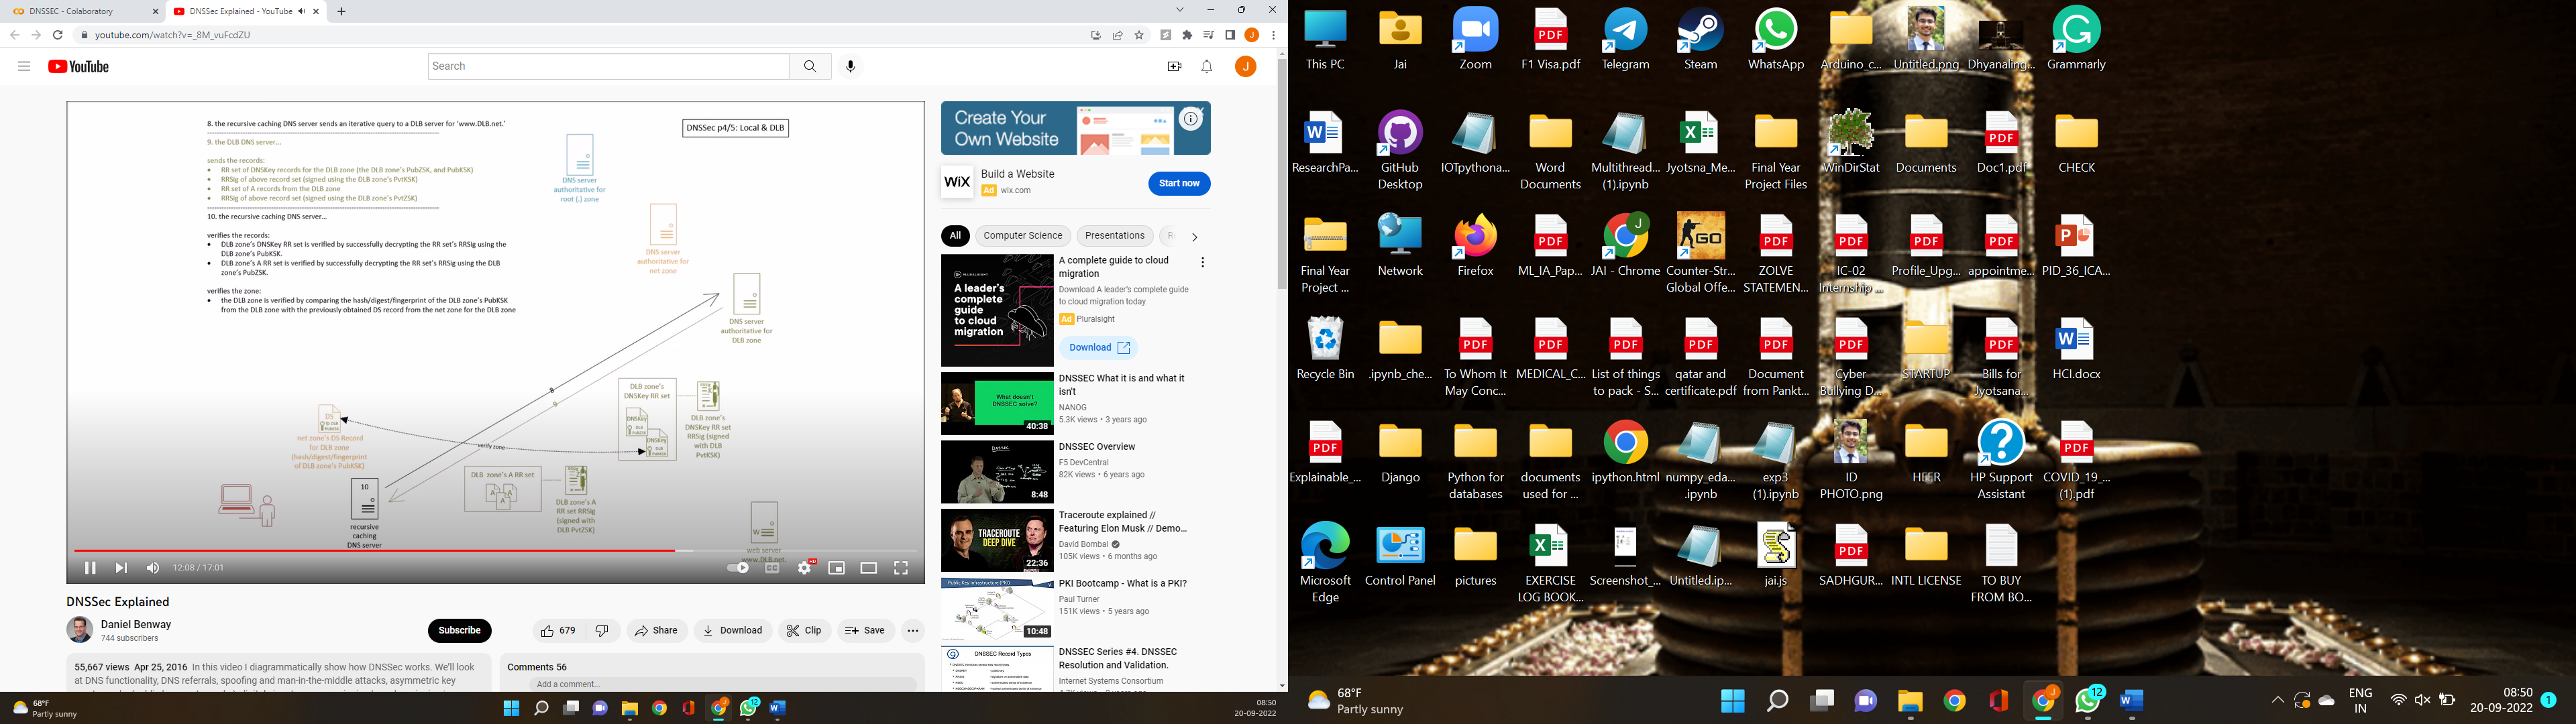 DNSSEC - Colaboratory
DNSSec Explained - YouTube
youtube.com/watch?v=_8M_vuFcdZU
YouTube
Search
8. the recursive caching DNS server sends an iterative query to a DLB server for 'www.DLB.net.'
9. the DLB DNS server...
sends the records:
• RR set of DNSKey records for the DLB zone (the DLB zone's PubZSK, and PubKSK)
• RRSig of above record set (signed using the DLB zone's PvtKSK)
• RR set of A records from the DLB zone
• RRSig of above record set (signed using the DLB zone's PvtZSK)
10. the recursive caching DNS server...
verifies the records:
• DLB zone's DNSKey RR set is verified by successfully decrypting the RR set's RRSig using the
DLB zone's PubKSK.
• DLB zone's A RR set is verified by successfully decrypting the RR set's RRSig using the DLB
zone's PubZSK.
verifies the zone:
• the DLB zone is verified by comparing the hash/digest/fingerprint of the DLB zone's PubKSK
from the DLB zone with the previously obtained DS record from the net zone for the DLB zone
DNSSec p4/5: Local & DLB
DNS server
authoritative for
root (.) zone
DNS server
authoritative for
net zone
DNS server
authoritative for
DLB zone
8
9
DLB zone's
DNSKey RR set
DLB zone's
DNSKey RR set
RRSig (signed
with DLB
PvtKSK)
DS
net zone's DS Record
for DLB zone
(hash/digest/fingerprint
of DLB zone's PubKSK)
verify zone
DLB zone's A RR set
DLB zone's A
RR set RRSig
(signed with
DLB PvtZSK)
10
recursive
caching
DNS server
W
web server
www.DLB.net.
12:08 / 17:01
DNSSec Explained
Daniel Benway
744 subscribers
Subscribe
679
Share
Download
Clip
Save
55,667 views Apr 25, 2016 In this video I diagrammatically show how DNSSec works. We'll look
at DNS functionality, DNS referrals, spoofing and man-in-the-middle attacks, asymmetric key
Comments 56
Add a comment...
Create Your
Own Website
WiX
Build a Website
Ad wix.com
Start now
All
Computer Science
Presentations
A leader's
complete
guide
to cloud
migration
A complete guide to cloud
migration
Download A leader's complete guide
to cloud migration today
Ad Pluralsight
Download
What doesn't
DNSSEC solve?
40:38
DNSSEC What it is and what it
isn't
NANOG
5.3K views • 3 years ago
8:48
DNSSEC Overview
F5 DevCentral
82K views • 6 years ago
TRACEROUTE
DEEP DIVE
22:36
Traceroute explained //
Featuring Elon Musk // Demo...
David Bombal
105K views • 6 months ago
10:48
PKI Bootcamp - What is a PKI?
Paul Turner
151K views • 5 years ago
DNSSEC Record Types
DNSSEC Series #4. DNSSEC
Resolution and Validation.
Internet Systems Consortium
68°F
Partly sunny
12
08:50
20-09-2022
This PC
Jai
Zoom
F1 Visa.pdf
Telegram
Steam
WhatsApp
Arduino_c...
Untitled.png
Dhyanaling...
Grammarly
ResearchPa...
GitHub
Desktop
IOTpythona...
Word
Documents
Multithread...
(1).ipynb
Jyotsna_Me...
Final Year
Project Files
WinDirStat
Documents
Doc1.pdf
CHECK
Final Year
Project ...
Network
Firefox
ML_IA_Pap...
JAI - Chrome
Counter-Str...
Global Offe...
ZOLVE
STATEMEN...
IC-02
Internship ...
Profile_Upg...
appointme...
PID_36_ICA...
Recycle Bin
.ipynb_che...
To Whom It
May Conc...
MEDICAL_C...
List of things
to pack - S...
qatar and
certificate.pdf
Document
from Pankt...
Cyber
Bullying D...
STARTUP
Bills for
Jyotsana...
HCI.docx
Explainable_...
Django
Python for
databases
documents
used for ...
ipython.html
numpy_eda...
.ipynb
exp3
(1).ipynb
ID
PHOTO.png
HEER
HP Support
Assistant
COVID_19_...
(1).pdf
Microsoft
Edge
Control Panel
pictures
EXERCISE
LOG BOOK...
Screenshot_...
Untitled.ip...
jai.js
SADHGUR...
INTL LICENSE
TO BUY
FROM BO...
68°F
Partly sunny
12
ENG
IN
08:50
20-09-2022
1